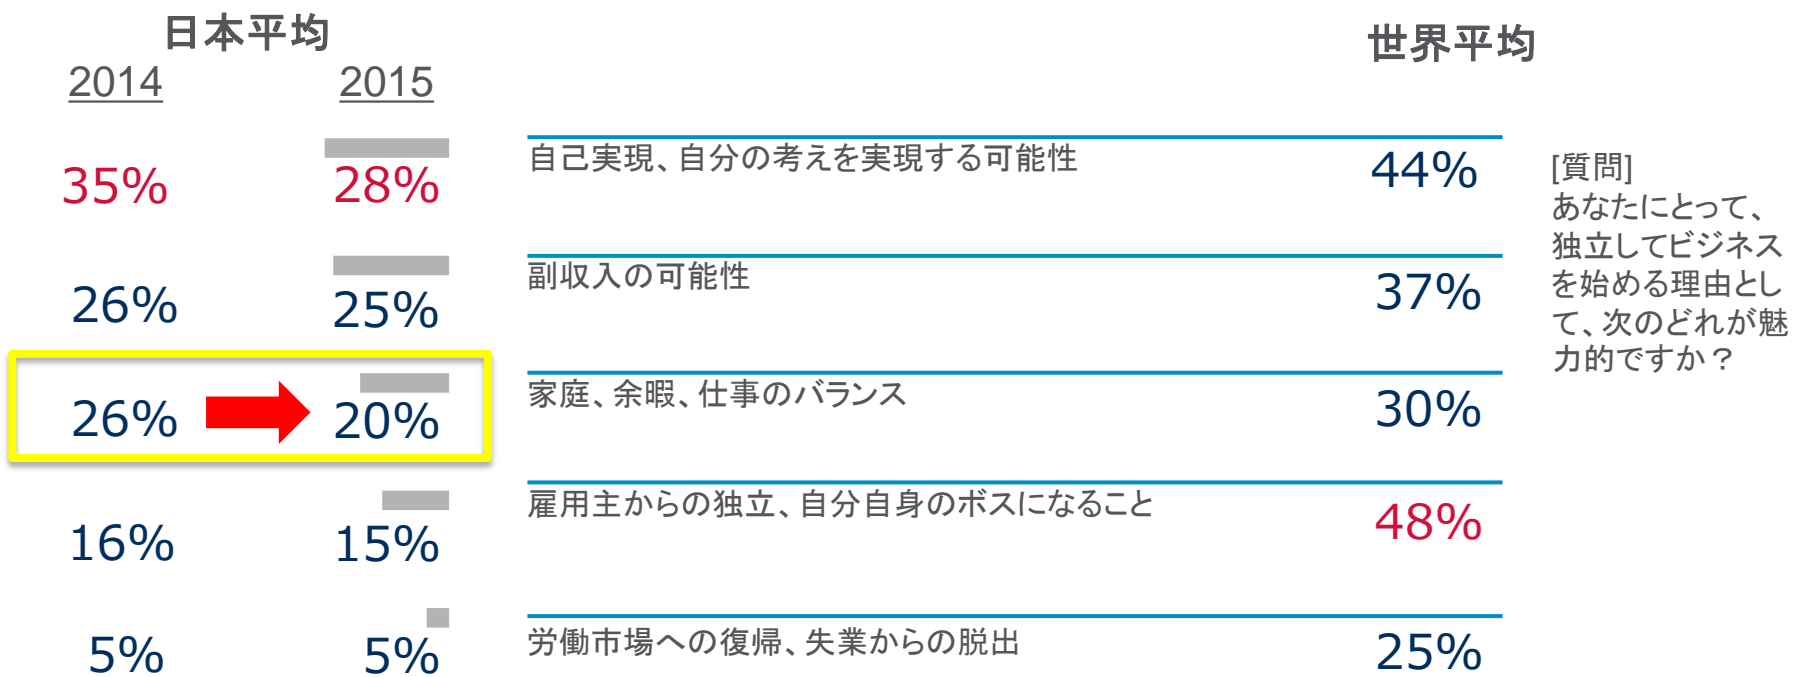 日本平均
世界平均
2014 2015
35% 28% 自己実現、自分の考えを実現する可能性 44%
26% 25% 副収入の可能性 37%
26% 20% 家庭、余暇、仕事のバランス 30%
16% 15% 雇用主からの独立、自分自身のボスになること 48%
5% 5% 労働市場への復帰、失業からの脱出 25%
[質問]
あなたにとって、
独立してビジネス
を始める理由とし
て、次のどれが魅
力的ですか？